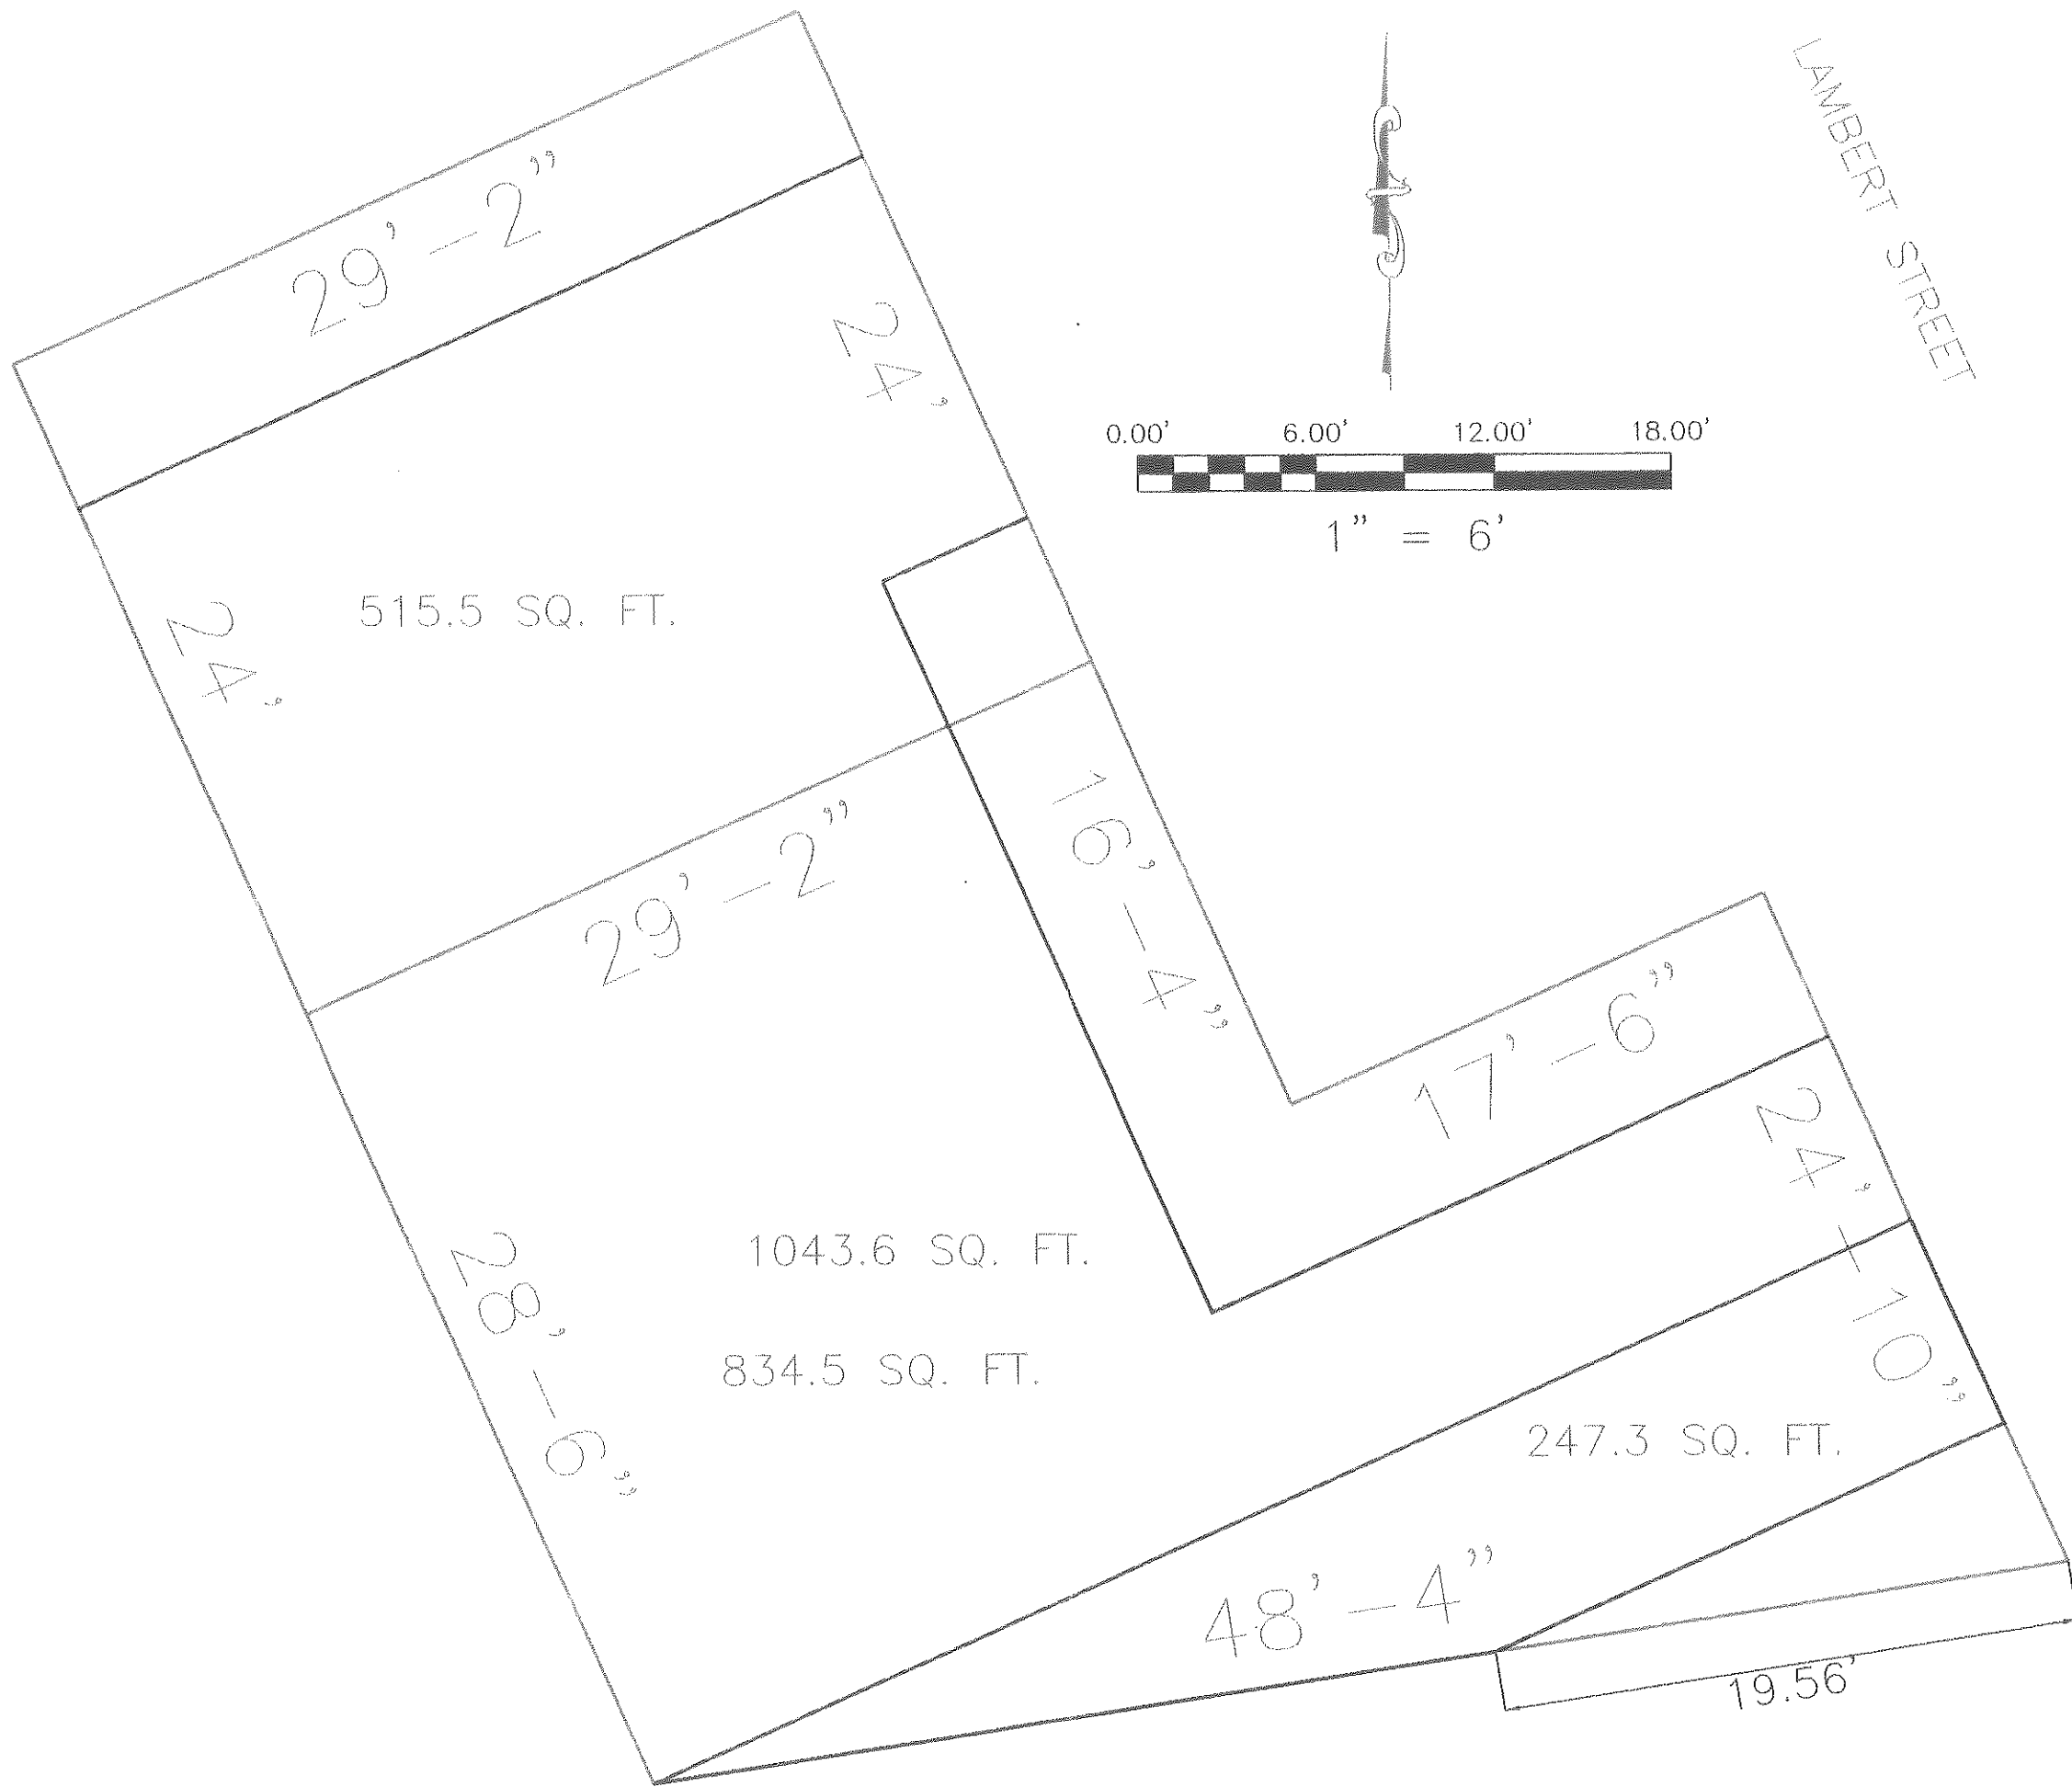 LAMBERT STREET
29'-2"
24'
0.00' 6.00' 12.00' 18.00'
1" = 6'
515.5 SQ. FT.
24'
16'-4"
29'-2"
17'-6"
24'-10"
1043.6 SQ. FT.
28'-6"
834.5 SQ. FT.
247.3 SQ. FT.
48'-4"
19.56'